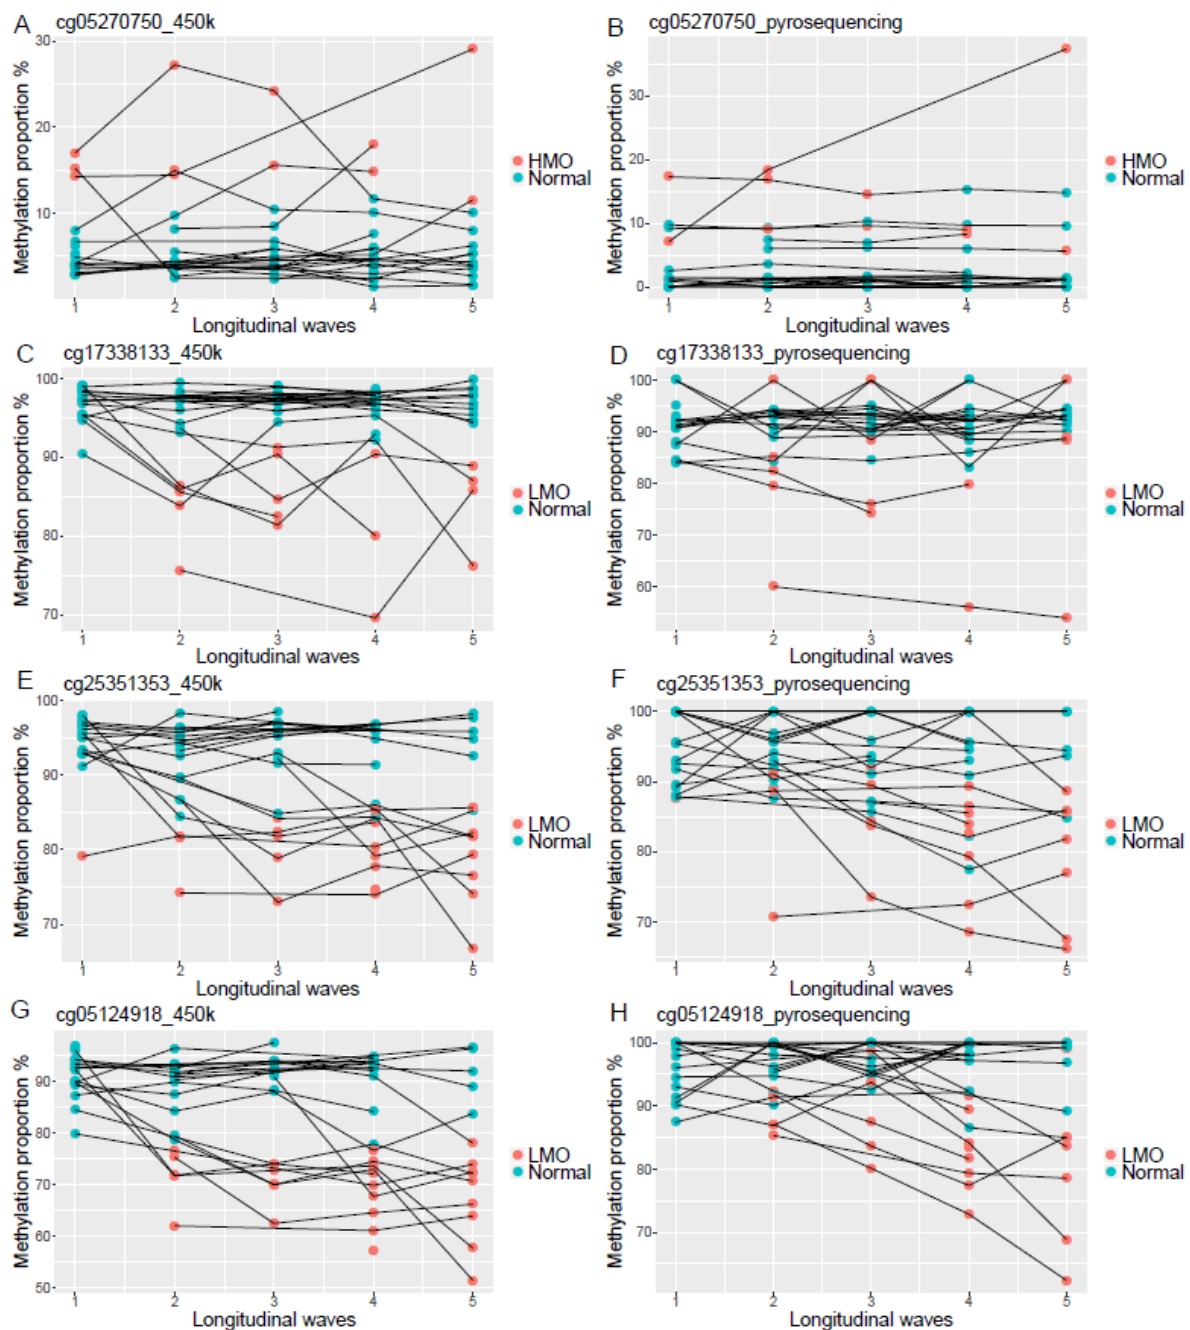 A cg05270750_450k
Methylation proportion %
30
20
10
1 2 3 4 5
Longitudinal waves
HMO
Normal
B cg05270750_pyrosequencing
Methylation proportion %
30
20
10
0
1 2 3 4 5
Longitudinal waves
HMO
Normal
C cg17338133_450k
Methylation proportion %
100
90
80
70
1 2 3 4 5
Longitudinal waves
LMO
Normal
D cg17338133_pyrosequencing
Methylation proportion %
100
90
80
70
60
1 2 3 4 5
Longitudinal waves
LMO
Normal
E cg25351353_450k
Methylation proportion %
100
90
80
70
1 2 3 4 5
Longitudinal waves
LMO
Normal
F cg25351353_pyrosequencing
Methylation proportion %
100
90
80
70
1 2 3 4 5
Longitudinal waves
LMO
Normal
G cg05124918_450k
Methylation proportion %
90
80
70
60
50
1 2 3 4 5
Longitudinal waves
LMO
Normal
H cg05124918_pyrosequencing
Methylation proportion %
100
90
80
70
1 2 3 4 5
Longitudinal waves
LMO
Normal